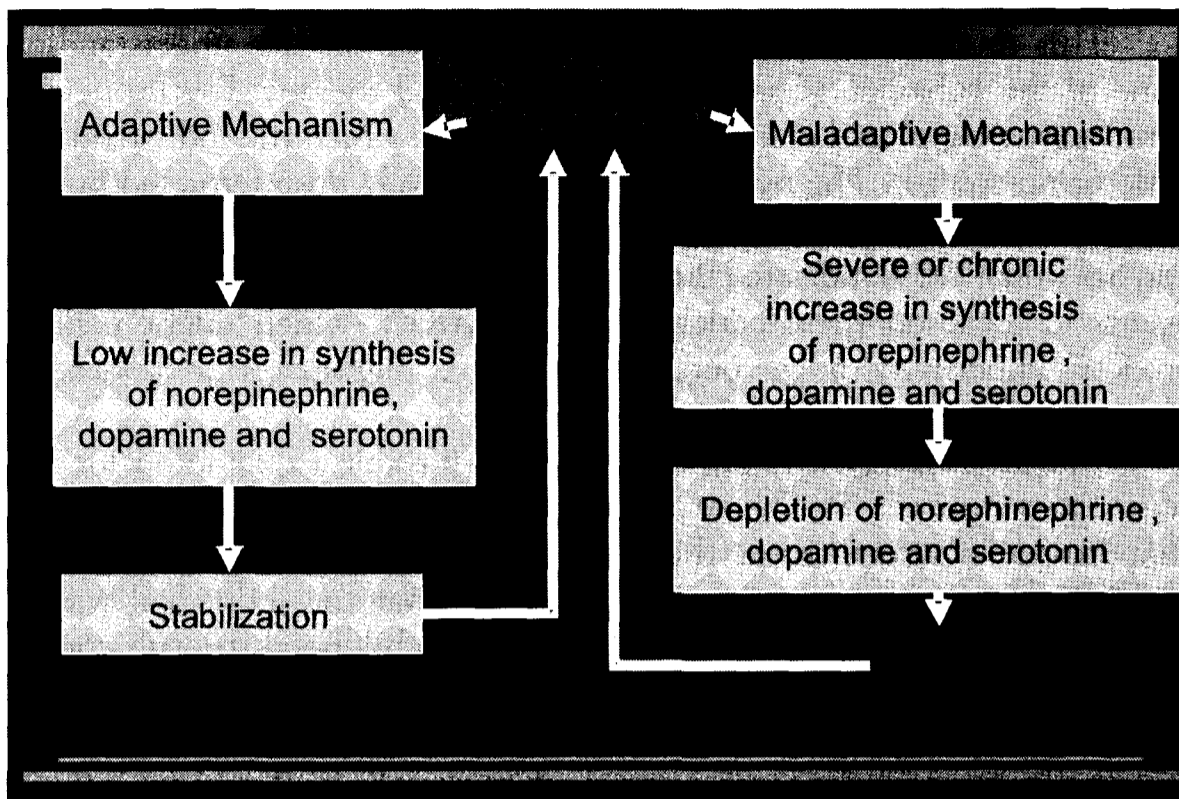 Adaptive Mechanism
Low increase in synthesis
of norepinephrine,
dopamine and serotonin
Stabilization
Maladaptive Mechanism
Severe or chronic
increase in synthesis
of norepinephrine,
dopamine and serotonin
Depletion of norephinephrine,
dopamine and serotonin